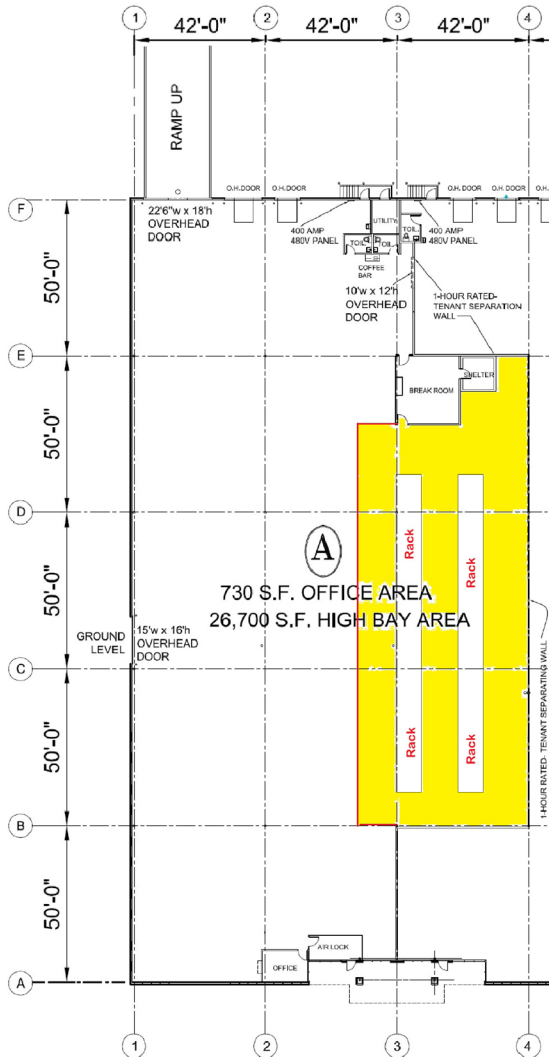 1
2
3
4
42'-0"
42'-0"
42'-0"
RAMP UP
O.H.DOOR
O.H.DOOR
O.H.DOOR
O.H.DOOR
O.H.
F
22'6"w x 18'h
OVERHEAD
DOOR
400 AMP
480V PANEL
UTILITY
TOIL.
TOIL.
TOIL.
400 AMP
480V PANEL
COFFEE
BAR
10'w x 12'h
OVERHEAD
DOOR
1-HOUR RATED-
TENANT SEPARATION
WALL
50'-0"
E
BREAK ROOM
SHELTER
50'-0"
D
Rack
Rack
A
730 S.F. OFFICE AREA
26,700 S.F. HIGH BAY AREA
50'-0"
GROUND
LEVEL
15'w x 16'h
OVERHEAD
DOOR
1-HOUR RATED- TENANT SEPARATING WALL
C
50'-0"
Rack
Rack
B
50'-0"
AIR LOCK
OFFICE
A
1
2
3
4